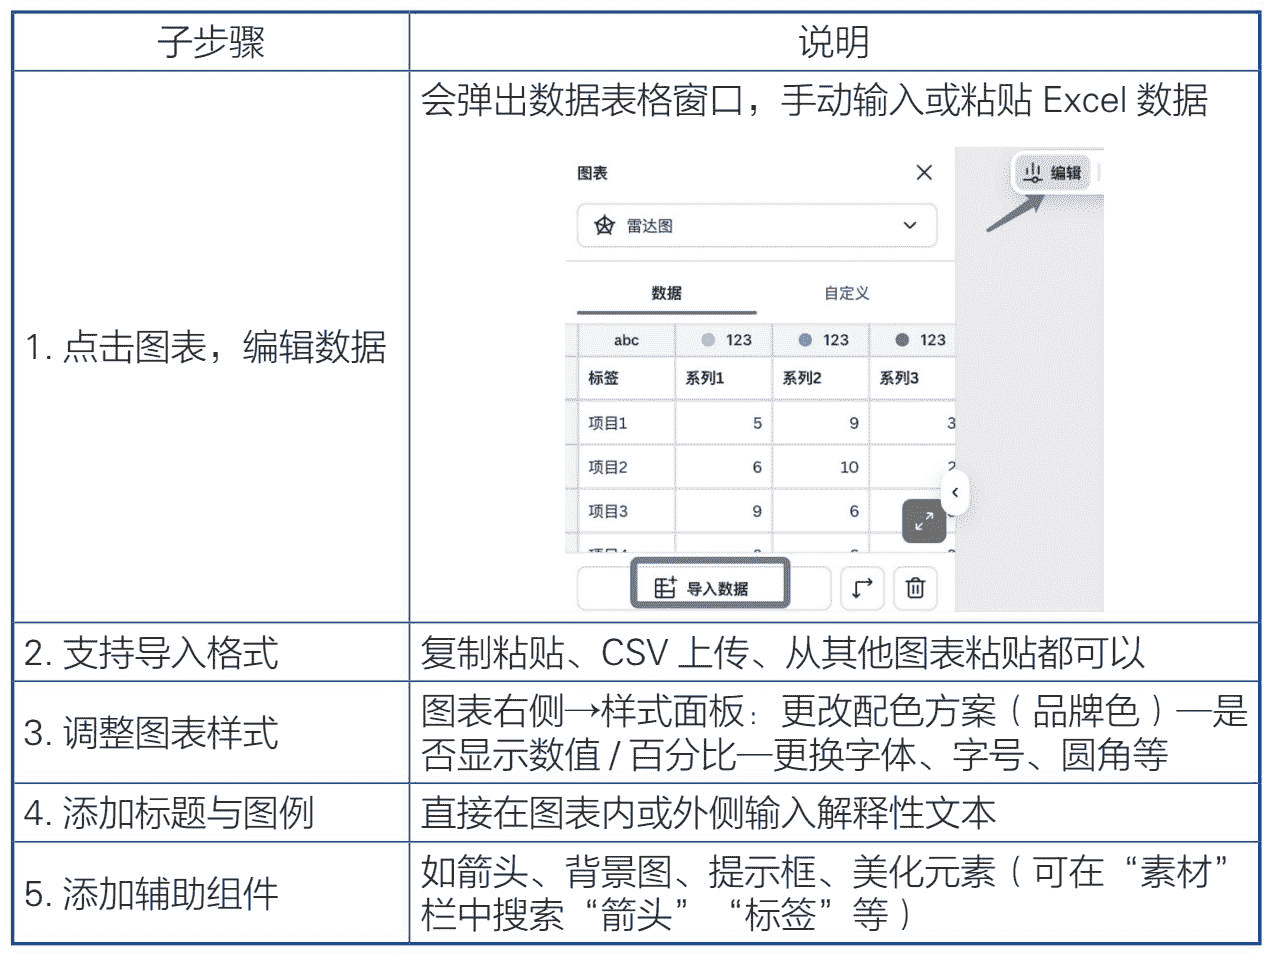 子步骤
说明
1. 点击图表，编辑数据
会弹出数据表格窗口，手动输入或粘贴 Excel 数据
图表
编辑
雷达图
数据
自定义
abc
123
123
123
标签
系列1
系列2
系列3
项目1
5
9
3
项目2
6
10
2
项目3
9
6
导入数据
2. 支持导入格式
复制粘贴、CSV 上传、从其他图表粘贴都可以
3. 调整图表样式
图表右侧→样式面板：更改配色方案（品牌色）—是
否显示数值 / 百分比—更换字体、字号、圆角等
4. 添加标题与图例
直接在图表内或外侧输入解释性文本
5. 添加辅助组件
如箭头、背景图、提示框、美化元素（可在“素材”
栏中搜索“箭头”“标签”等）